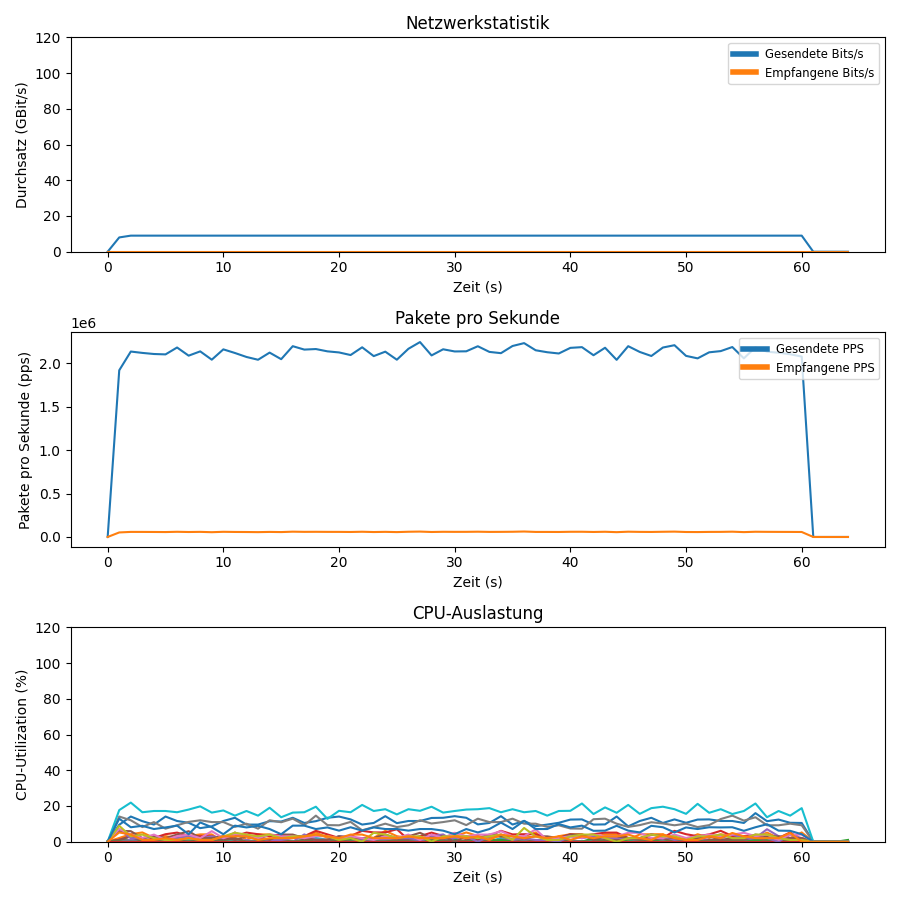 Netzwerkstatistik
120
100
80
60
40
20
0
Durchsatz (GBit/s)
Gesendete Bits/s
Empfangene Bits/s
0 10 20 30 40 50 60
Zeit (s)
Pakete pro Sekunde
1e6
2.0
1.5
1.0
0.5
0.0
Pakete pro Sekunde (pps)
Gesendete PPS
Empfangene PPS
0 10 20 30 40 50 60
Zeit (s)
CPU-Auslastung
120
100
80
60
40
20
0
CPU-Utilization (%)
0 10 20 30 40 50 60
Zeit (s)